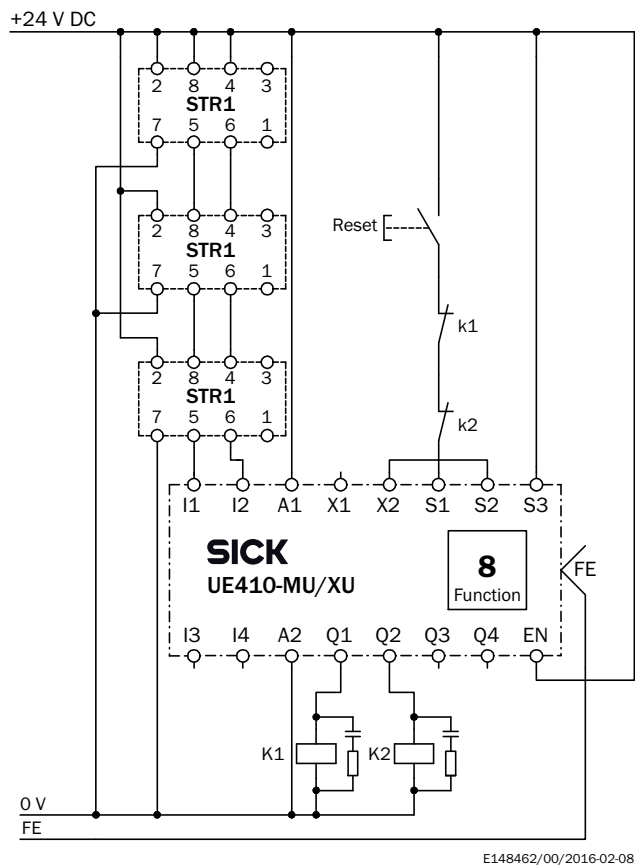 +24 V DC
2 8 4 3
STR1
7 5 6 1
2 8 4 3
STR1
7 5 6 1
Reset
k1
2 8 4 3
STR1
7 5 6 1
k2
I1 I2 A1 X1 X2 S1 S2 S3
SICK
UE410-MU/XU
8
Function
FE
I3 I4 A2 Q1 Q2 Q3 Q4 EN
K1 K2
0 V
FE
E148462/00/2016-02-08